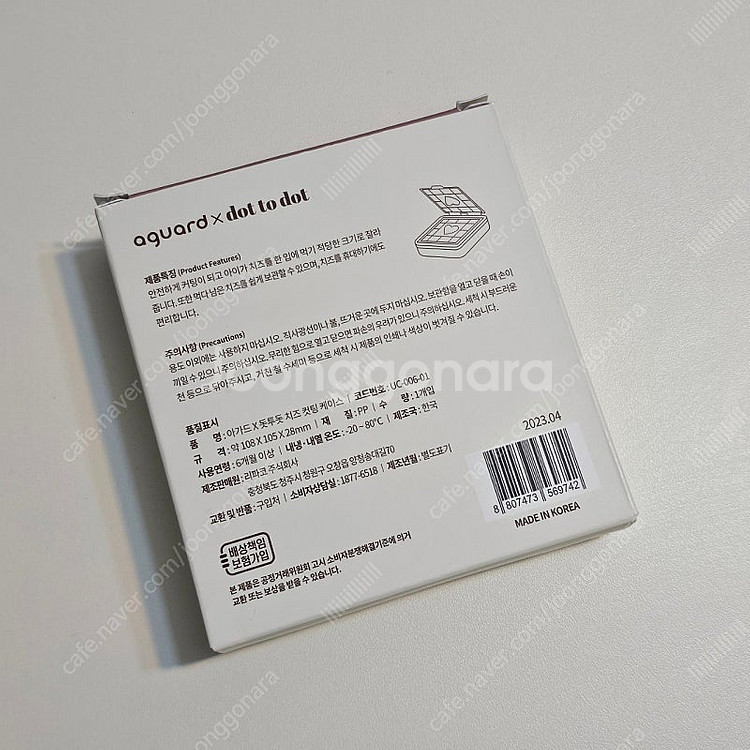 aguard x dot to dot
제품특징 (Product Features)
안전하게 커팅이 되고 아이가 치즈를 한 입에 먹기 적당한 크기로 잘라
줍니다. 또한 먹다 남은 치즈를 쉽게 보관할 수 있으며, 치즈를 휴대하기에도
편리합니다.
주의사항 (Precautions)
용도 이외에는 사용하지 마십시오. 직사광선이나 불, 뜨거운 곳에 두지 마십시오. 보관함을 열고 닫을 때 손이
끼일 수 있으니 주의하십시오. 무리한 힘으로 열고 닫으면 파손의 우려가 있으니 주의하십시오. 세척 시 부드러운
천 등으로 닦아주시고, 거친 철 수세미 등으로 세척 시 제품의 인쇄나 색상이 벗겨질 수 있습니다.
joonggonara
품질표시
품 명 : 아가드 X 돗투돗 치즈 컷팅 케이스 | 코드번호 : UC-006-01
규 격 : 약 108 X 105 X 28mm | 재 질 : PP | 수 량 : 1개입
사용연령 : 6개월 이상 | 내냉·내열 온도 : -20~80℃ | 제조국 : 한국
제조판매원 : 리파코 주식회사
충청북도 청주시 청원구 오창읍 양청송대길70
교환 및 반품 : 구입처 | 소비자상담실 : 1877-6518 | 제조년월 : 별도표기
2023.04
8 807473 569742
MADE IN KOREA
배상책임
보험가입
본 제품은 공정거래위원회 고시 소비자분쟁해결기준에 의거
교환 또는 보상을 받을 수 있습니다.
cafe.naver.com/joonggonara